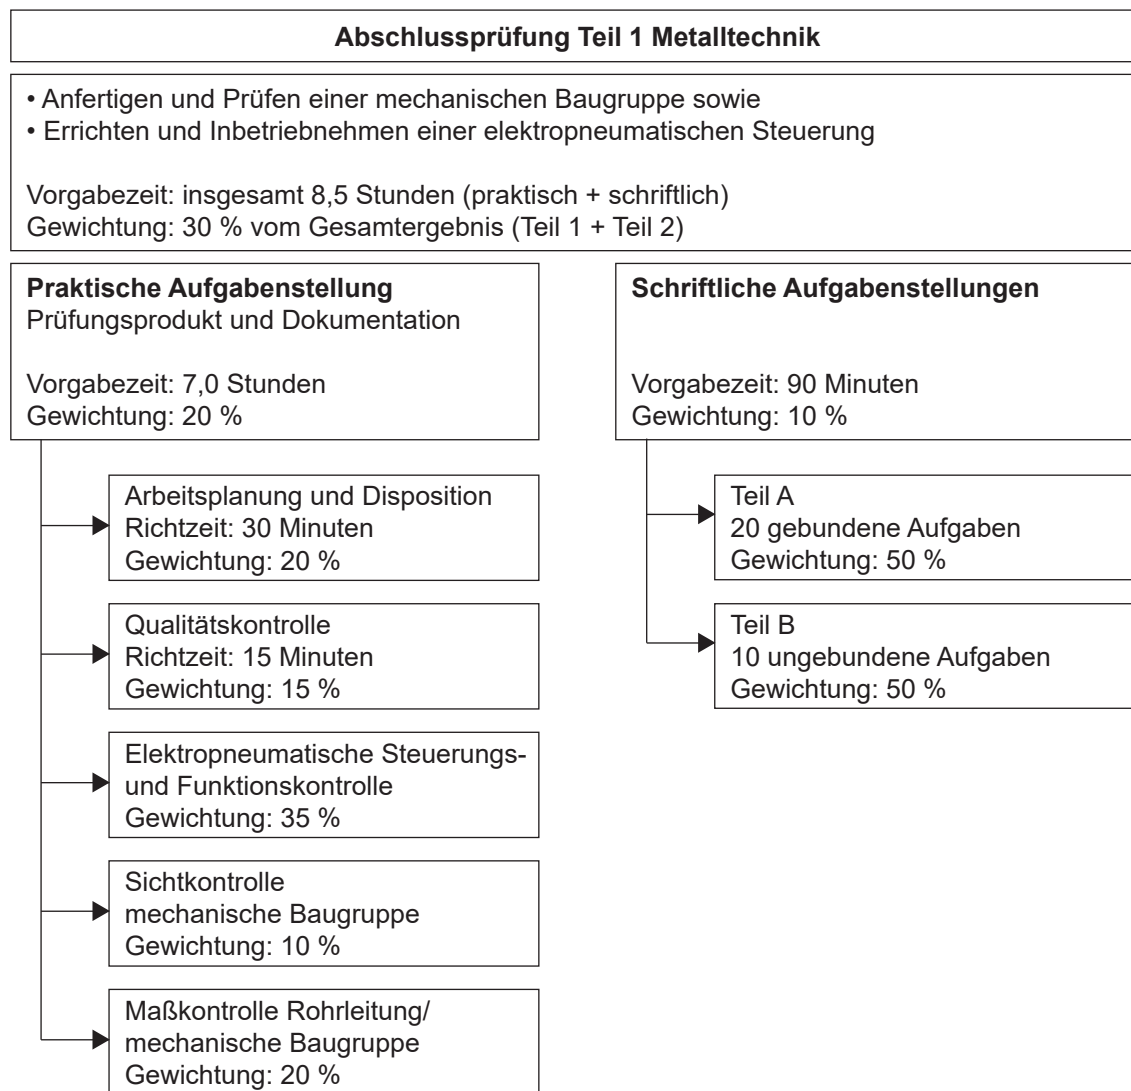 Abschlussprüfung Teil 1 Metalltechnik
• Anfertigen und Prüfen einer mechanischen Baugruppe sowie
• Errichten und Inbetriebnehmen einer elektropneumatischen Steuerung
Vorgabezeit: insgesamt 8,5 Stunden (praktisch + schriftlich)
Gewichtung: 30 % vom Gesamtergebnis (Teil 1 + Teil 2)
Praktische Aufgabenstellung
Prüfungsprodukt und Dokumentation
Vorgabezeit: 7,0 Stunden
Gewichtung: 20 %
Arbeitsplanung und Disposition
Richtzeit: 30 Minuten
Gewichtung: 20 %
Qualitätskontrolle
Richtzeit: 15 Minuten
Gewichtung: 15 %
Elektropneumatische Steuerungs-
und Funktionskontrolle
Gewichtung: 35 %
Sichtkontrolle
mechanische Baugruppe
Gewichtung: 10 %
Maßkontrolle Rohrleitung/
mechanische Baugruppe
Gewichtung: 20 %
Schriftliche Aufgabenstellungen
Vorgabezeit: 90 Minuten
Gewichtung: 10 %
Teil A
20 gebundene Aufgaben
Gewichtung: 50 %
Teil B
10 ungebundene Aufgaben
Gewichtung: 50 %